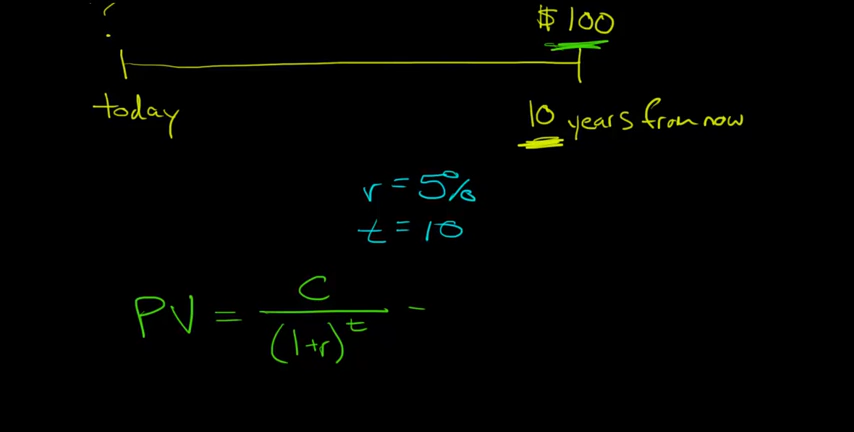 ?
$ 100
today
10 years from now
r = 5%
t = 10
PV = C / (1+r)^t =